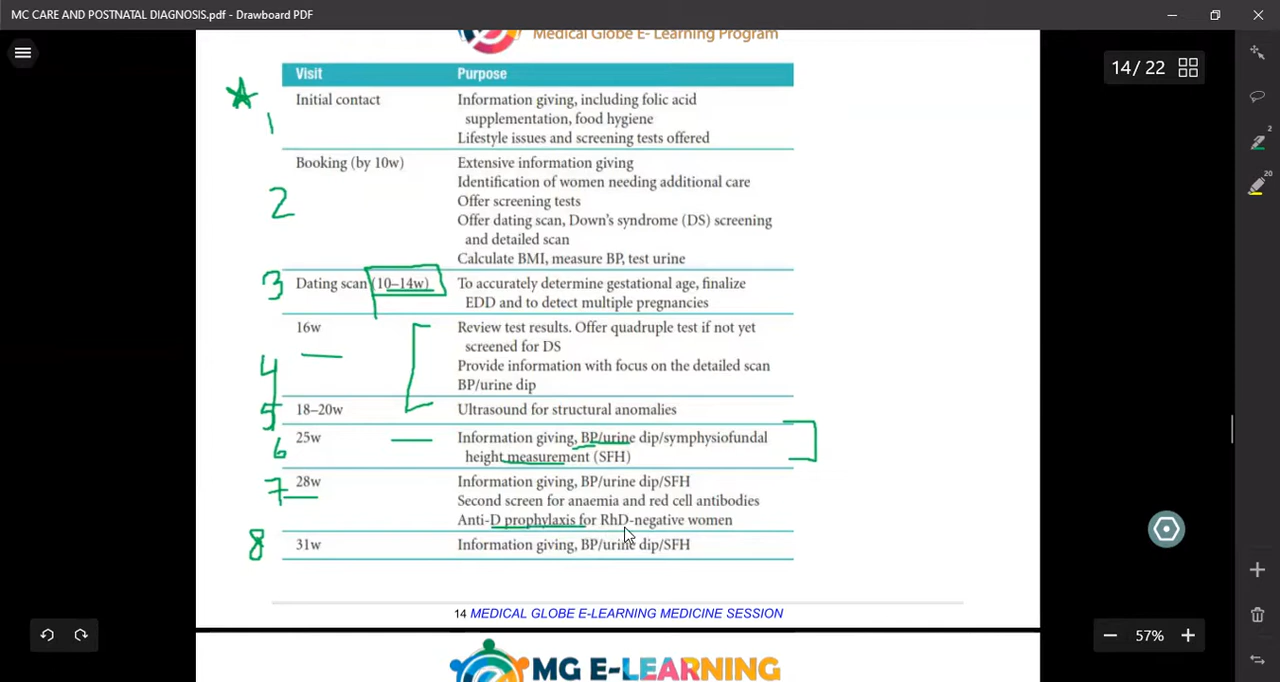 MC CARE AND POSTNATAL DIAGNOSIS.pdf - Drawboard PDF
Medical Globe E- Learning Program
14 / 22
2
20
Visit Purpose
1 Initial contact Information giving, including folic acid
supplementation, food hygiene
Lifestyle issues and screening tests offered
2 Booking (by 10w) Extensive information giving
Identification of women needing additional care
Offer screening tests
Offer dating scan, Down's syndrome (DS) screening
and detailed scan
Calculate BMI, measure BP, test urine
3 Dating scan (10–14w) To accurately determine gestational age, finalize
EDD and to detect multiple pregnancies
4 16w Review test results. Offer quadruple test if not yet
screened for DS
Provide information with focus on the detailed scan
BP/urine dip
5 18–20w Ultrasound for structural anomalies
6 25w Information giving, BP/urine dip/symphysiofundal
height measurement (SFH)
7 28w Information giving, BP/urine dip/SFH
Second screen for anaemia and red cell antibodies
Anti-D prophylaxis for RhD-negative women
8 31w Information giving, BP/urine dip/SFH
14 MEDICAL GLOBE E-LEARNING MEDICINE SESSION
57%
MG E-LEARNING